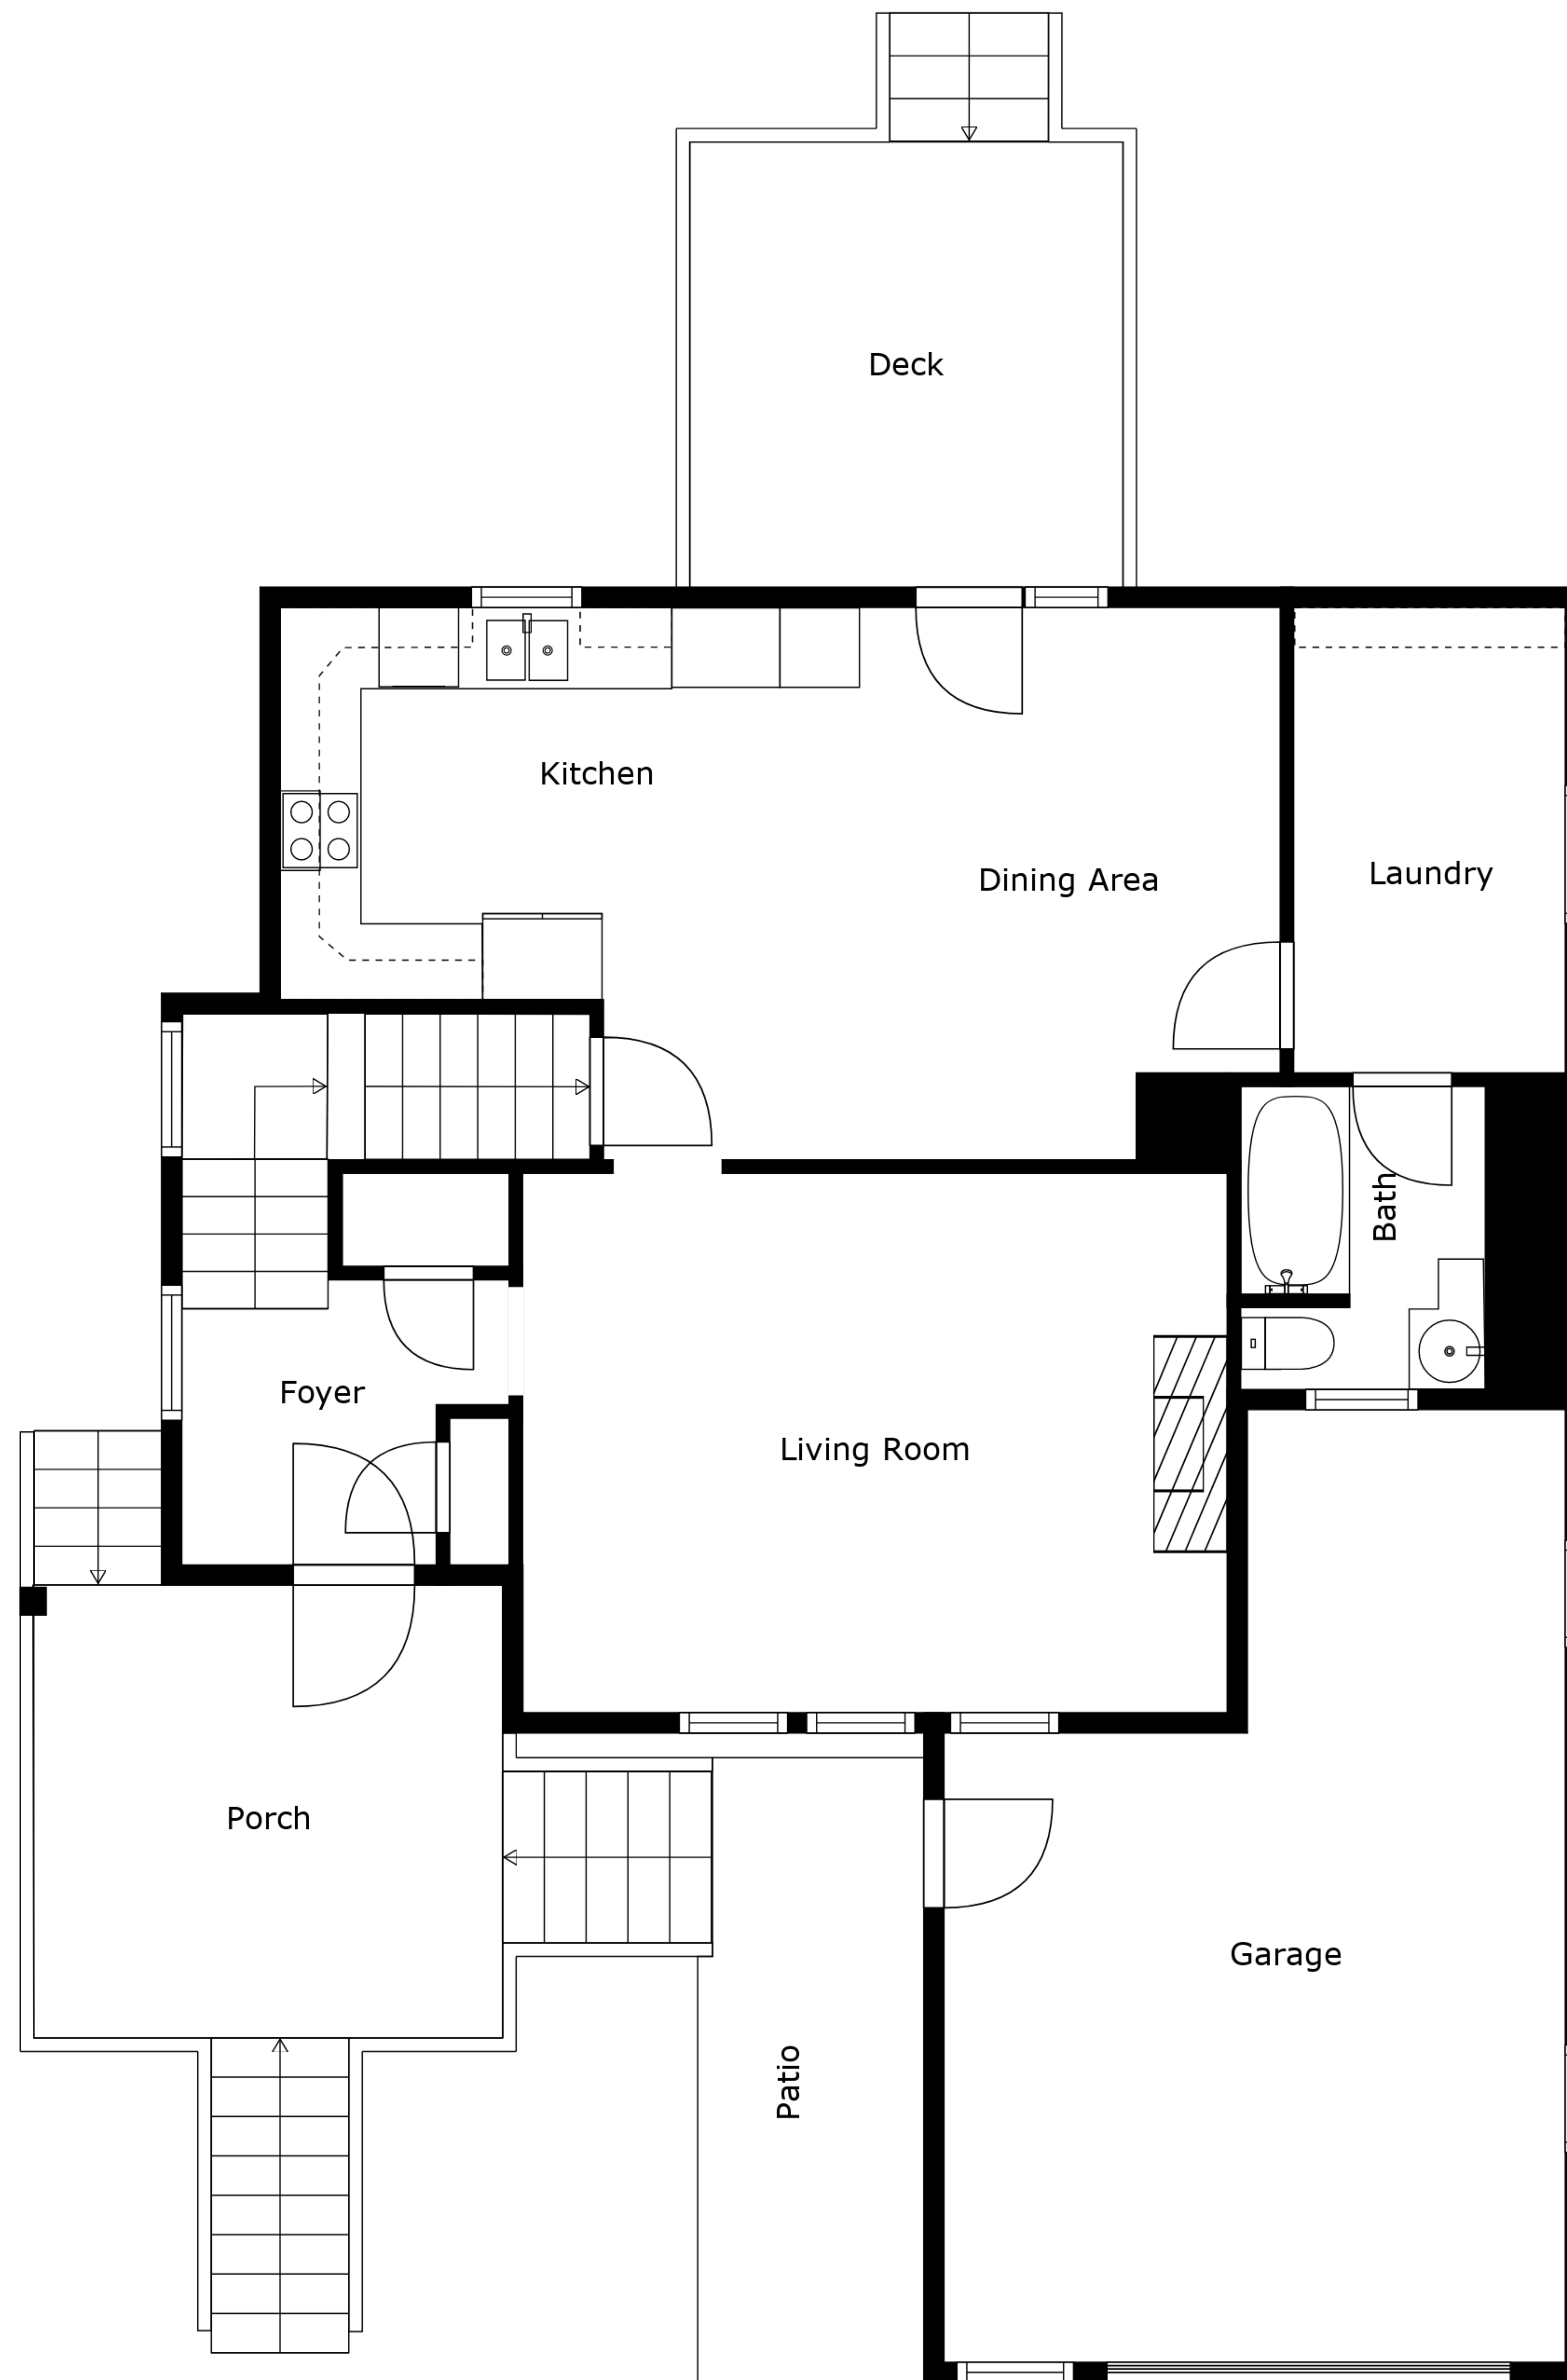 Deck
Kitchen
Dining Area
Laundry
Bath
Foyer
Living Room
Porch
Garage
Patio